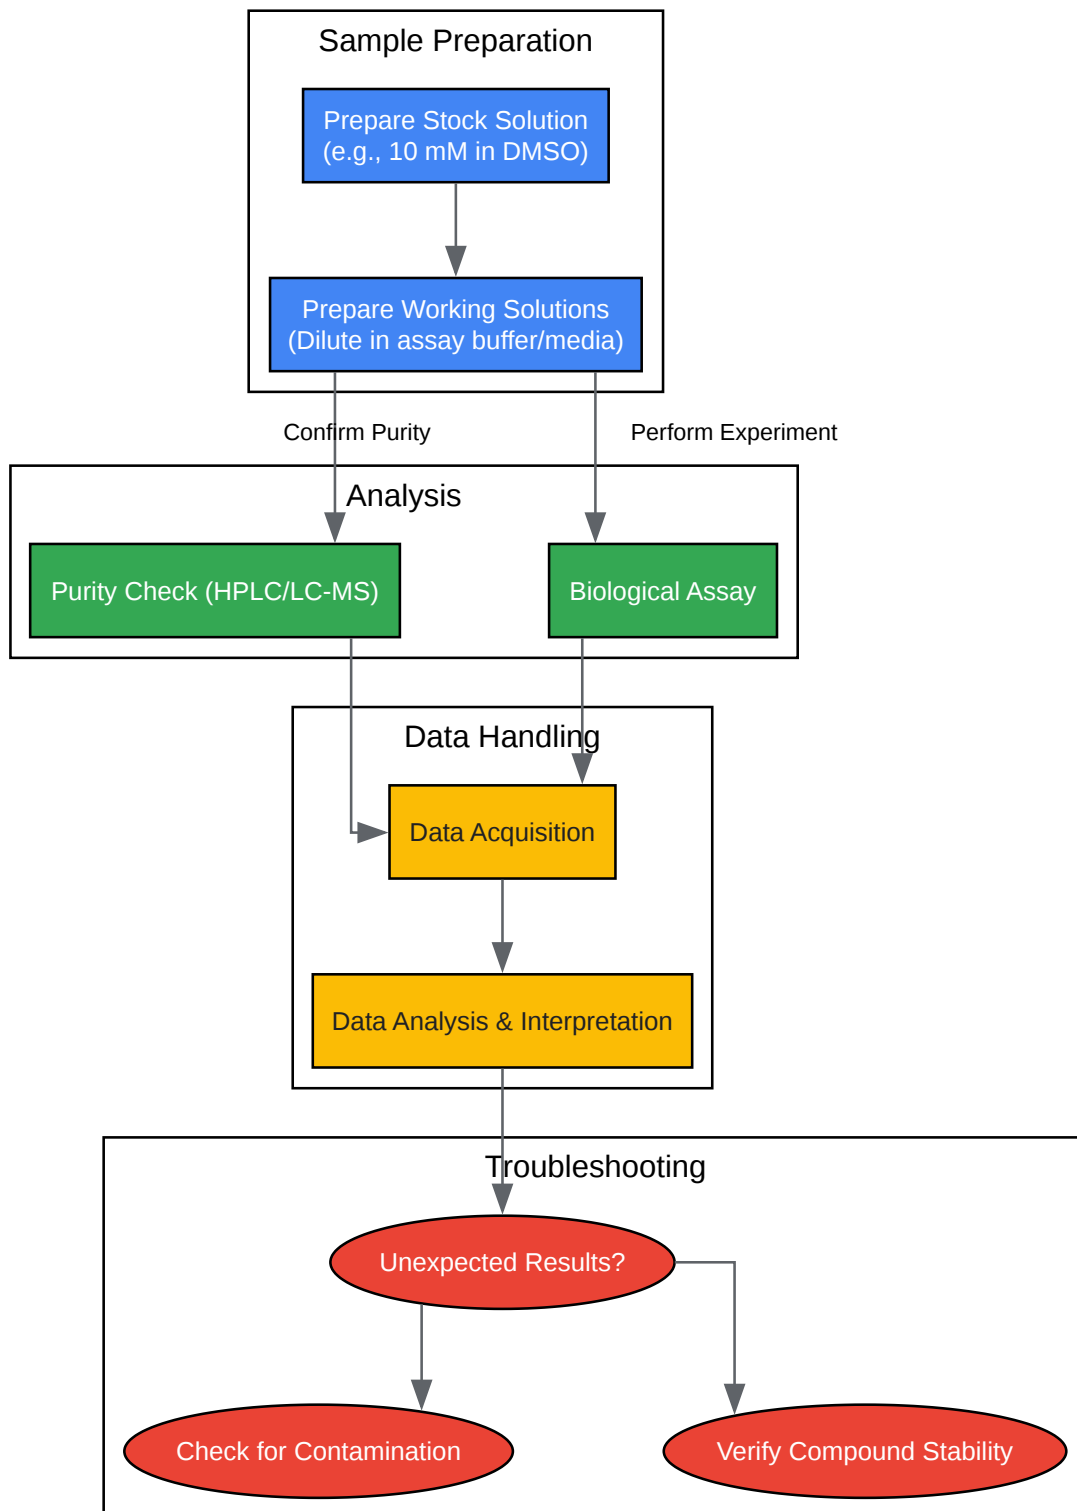 Sample Preparation
Prepare Stock Solution
(e.g., 10 mM in DMSO)
Prepare Working Solutions
(Dilute in assay buffer/media)
Confirm Purity
Perform Experiment
Analysis
Purity Check (HPLC/LC-MS)
Biological Assay
Data Handling
Data Acquisition
Data Analysis & Interpretation
Troubleshooting
Unexpected Results?
Check for Contamination
Verify Compound Stability